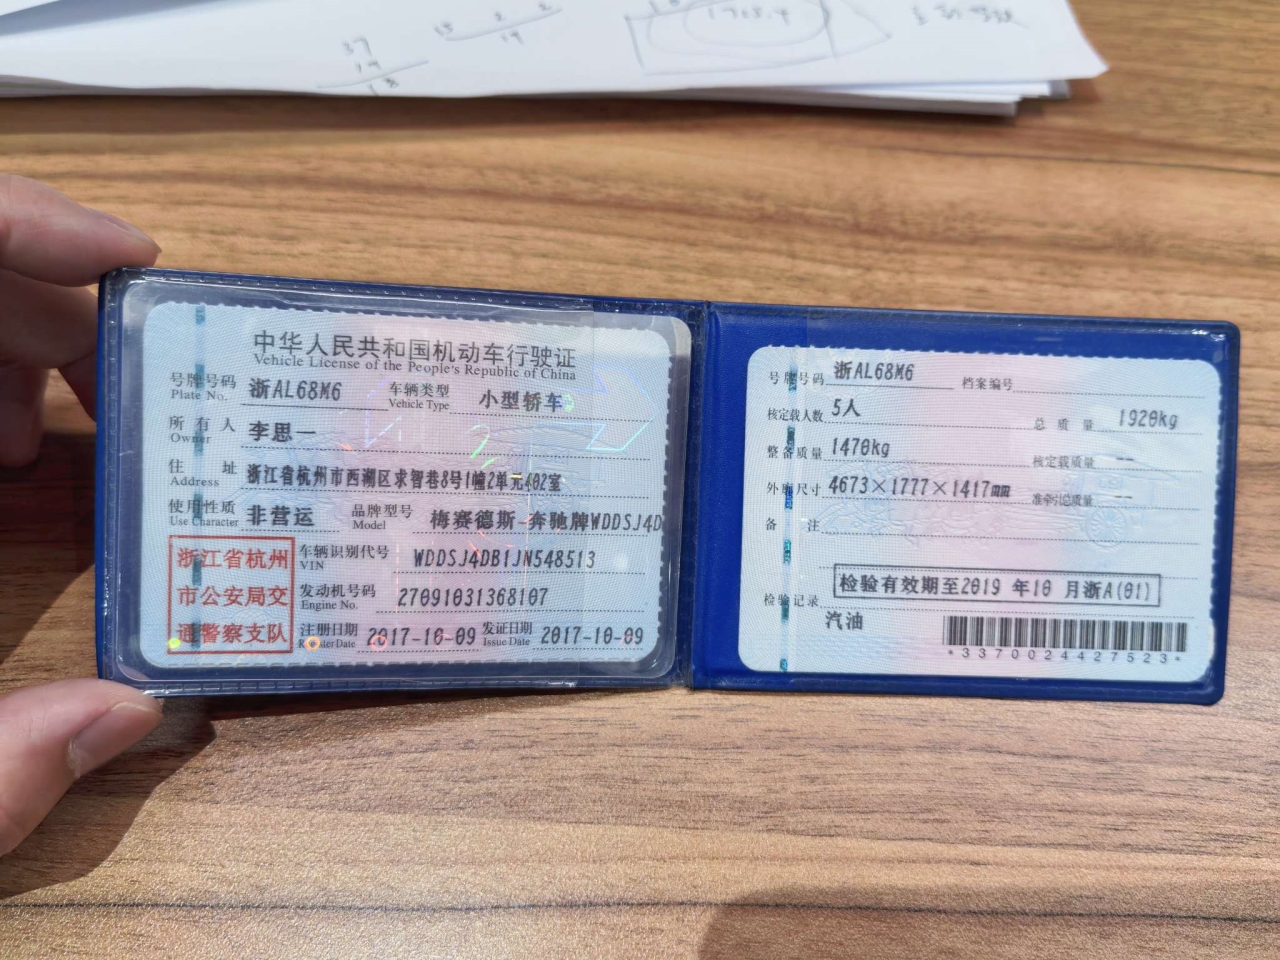 中华人民共和国机动车行驶证
Vehicle License of the People's Republic of China
号牌号码 浙AL68M6 车辆类型 小型轿车
Plate No. Vehicle Type
所有人 李思一
Owner
住址 浙江省杭州市西湖区求智巷8号1幢2单元402室
Address
使用性质 非营运 品牌型号 梅赛德斯-奔驰牌WDDSJ4D
Use Character Model
浙江省杭州
市公安局交
通警察支队
车辆识别代号 WDDSJ4DB1JN548513
VIN
发动机号码 27091031368107
Engine No.
注册日期 2017-10-09 发证日期 2017-10-09
Register Date Issue Date
号牌号码 浙AL68M6 档案编号
核定载人数 5人 总质量 1920kg
整备质量 1470kg 核定载质量 --
外廓尺寸 4673×1777×1417mm 准牵引总质量 --
备注
检验有效期至2019 年10 月浙A(01)
检验记录
汽油
*3370024427523*
37
19
18
15 2 2
19